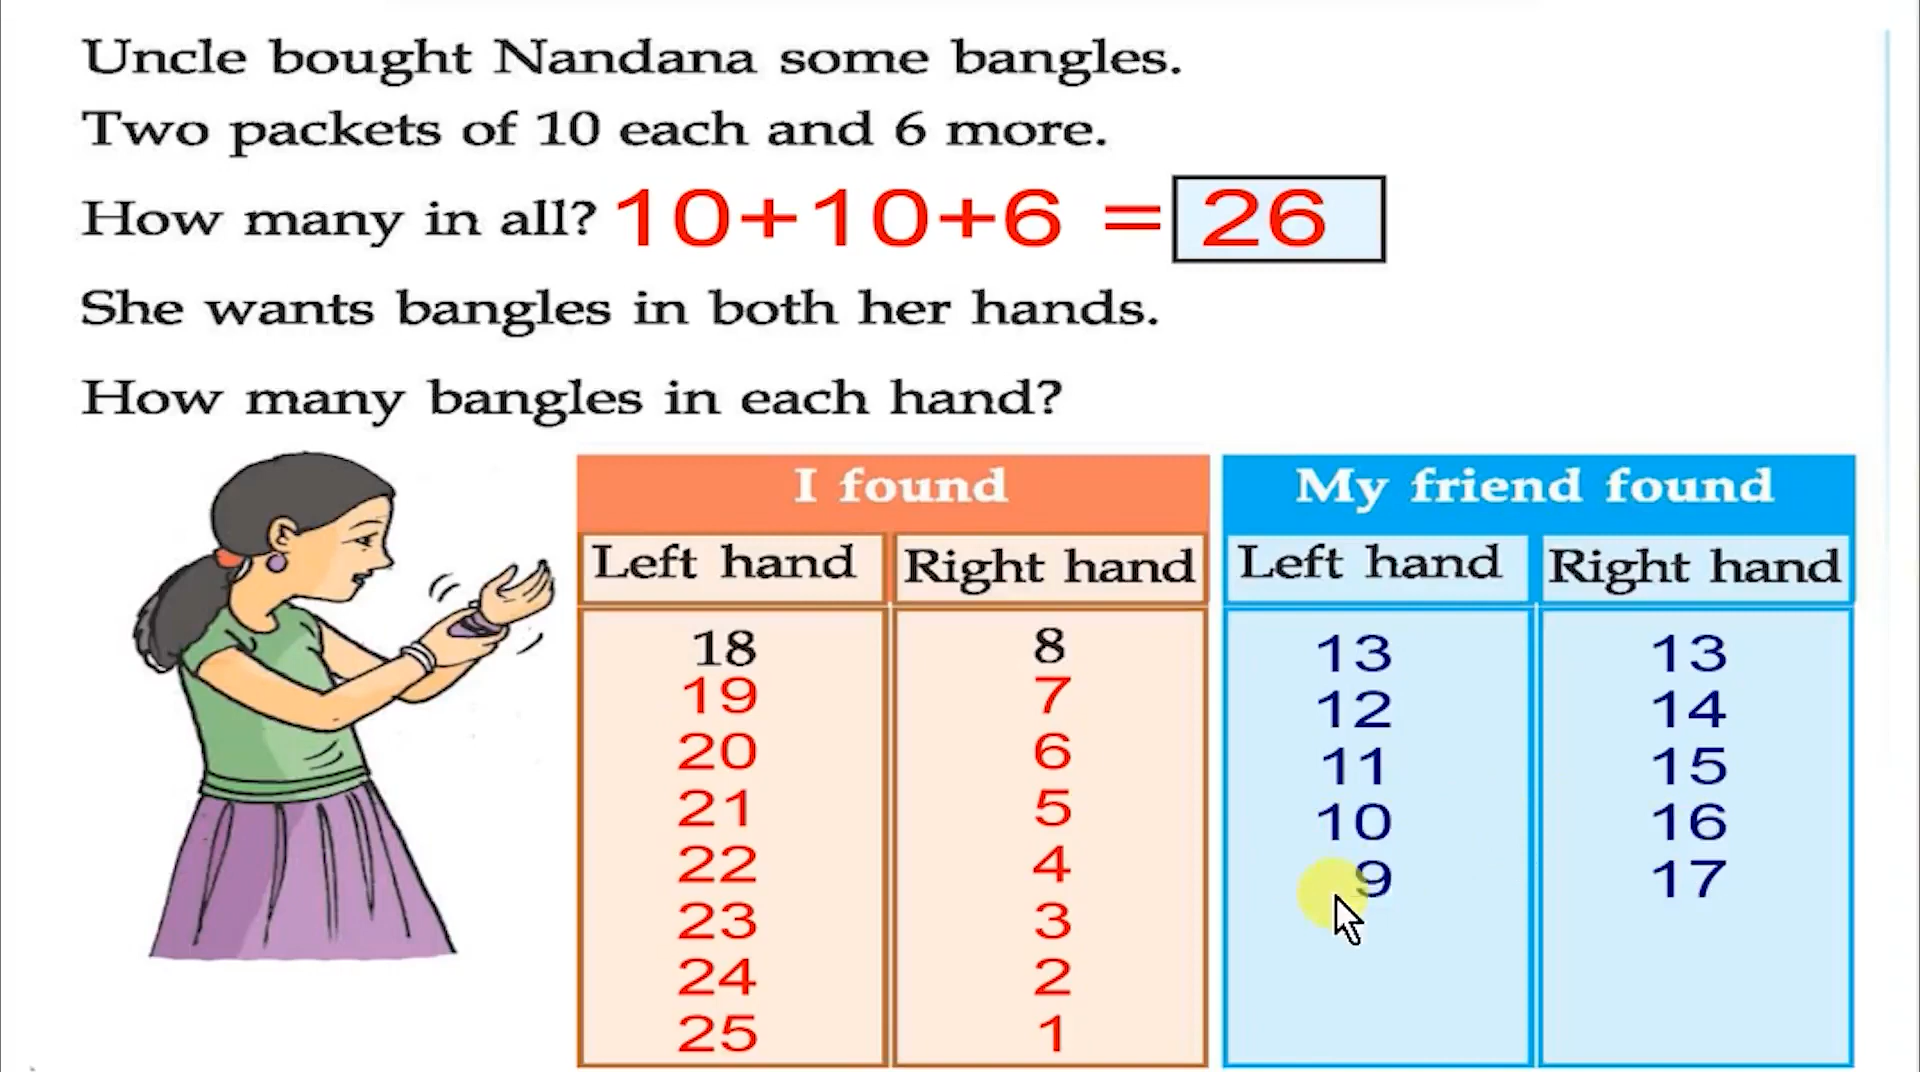 Uncle bought Nandana some bangles.
Two packets of 10 each and 6 more.
How many in all? 10+10+6 = 26
She wants bangles in both her hands.
How many bangles in each hand?
I found My friend found
Left hand Right hand Left hand Right hand
18 8 13 13
19 7 12 14
20 6 11 15
21 5 10 16
22 4 9 17
23 3
24 2
25 1